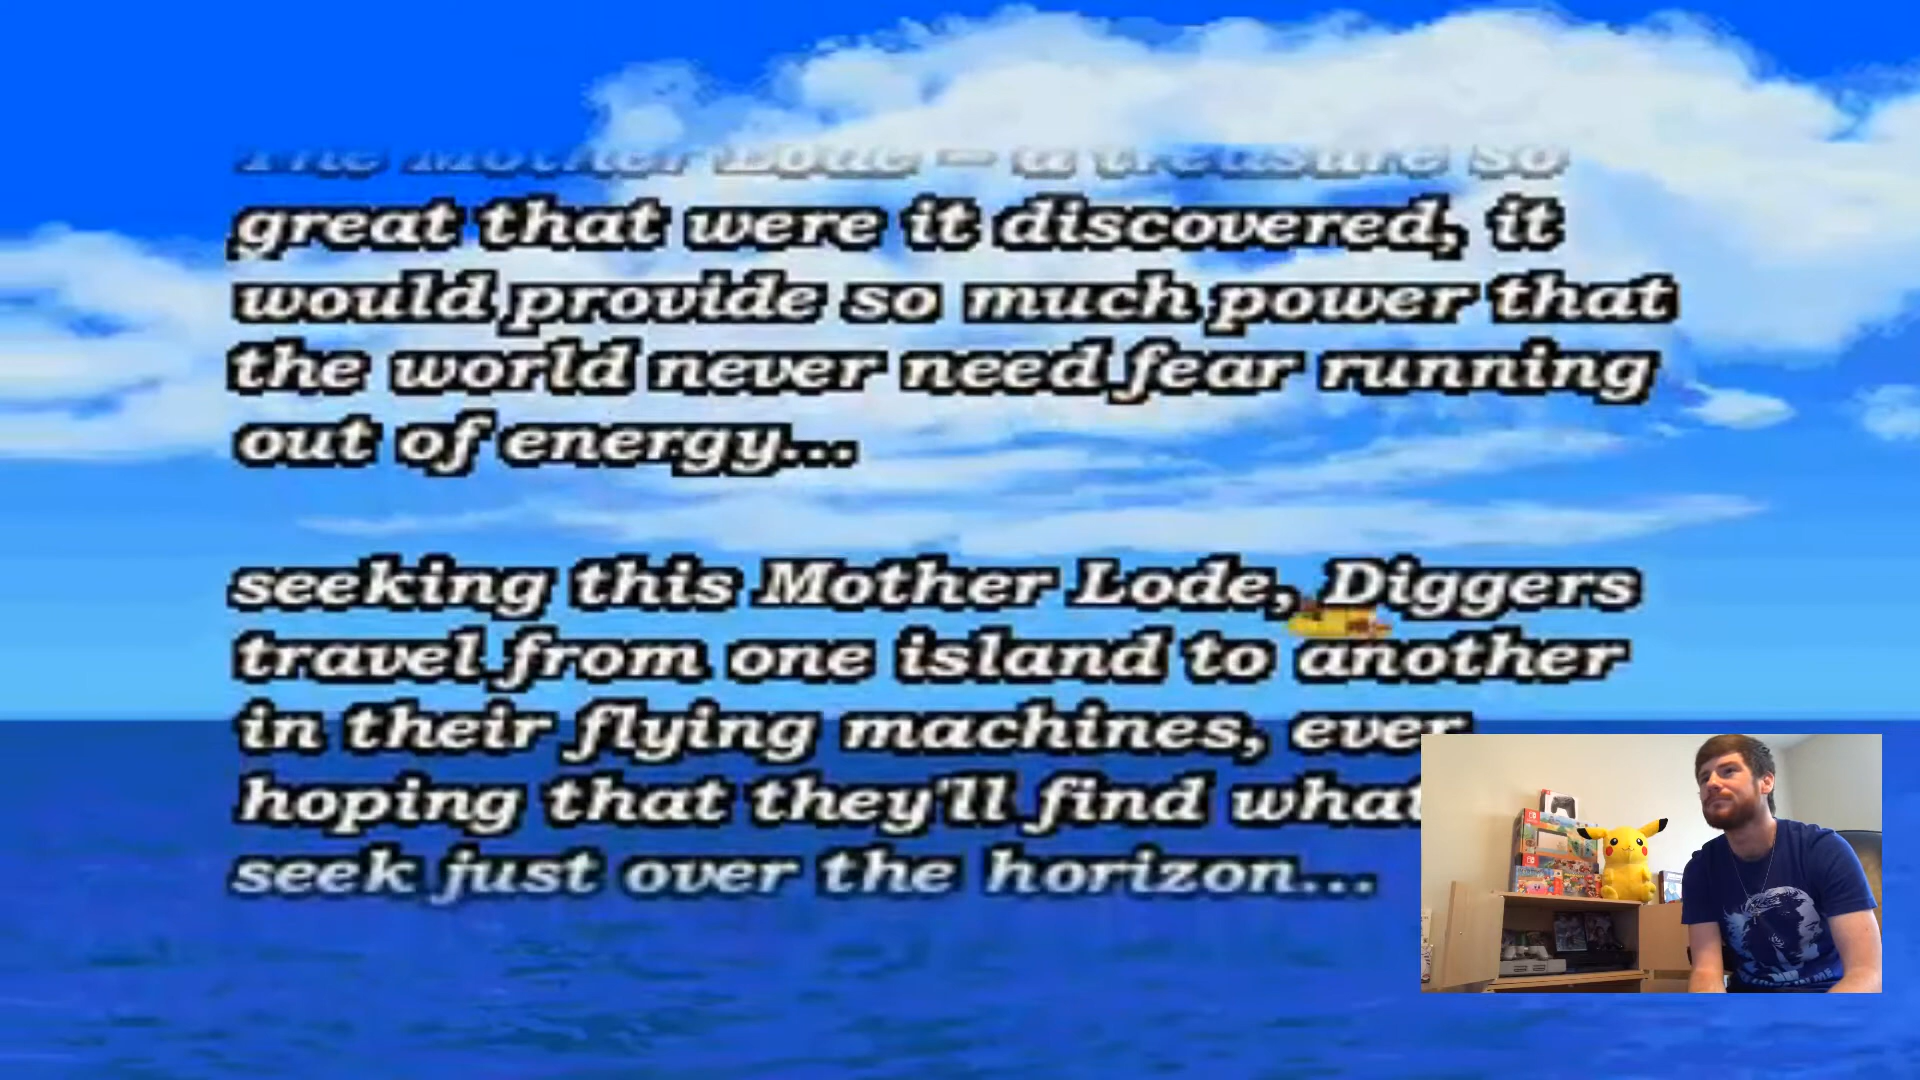 The Mother Lode – a treasure so
great that were it discovered, it
would provide so much power that
the world never need fear running
out of energy...
seeking this Mother Lode, Diggers
travel from one island to another
in their flying machines, ever
hoping that they'll find what
seek just over the horizon...